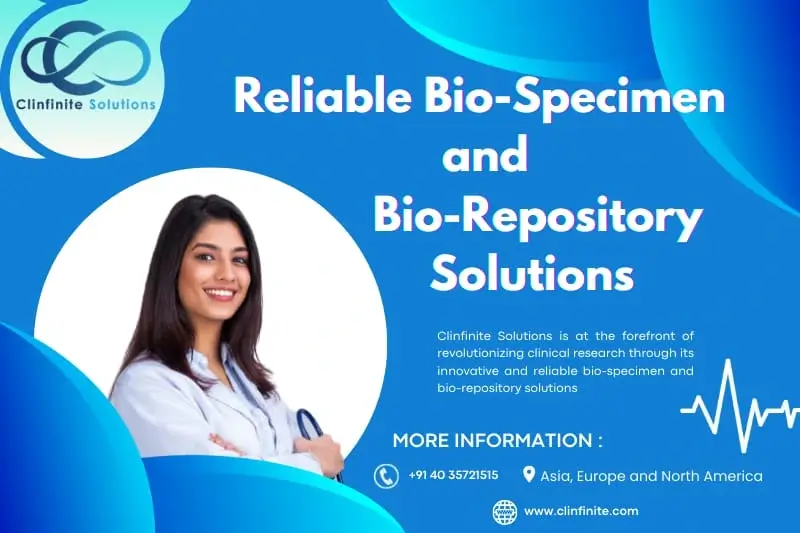 Clinfinite Solutions
Reliable Bio-Specimen
and
Bio-Repository
Solutions
Clinfinite Solutions is at the forefront of
revolutionizing clinical research through its
innovative and reliable bio-specimen and
bio-repository solutions
MORE INFORMATION :
+91 40 35721515
Asia, Europe and North America
www.clinfinite.com